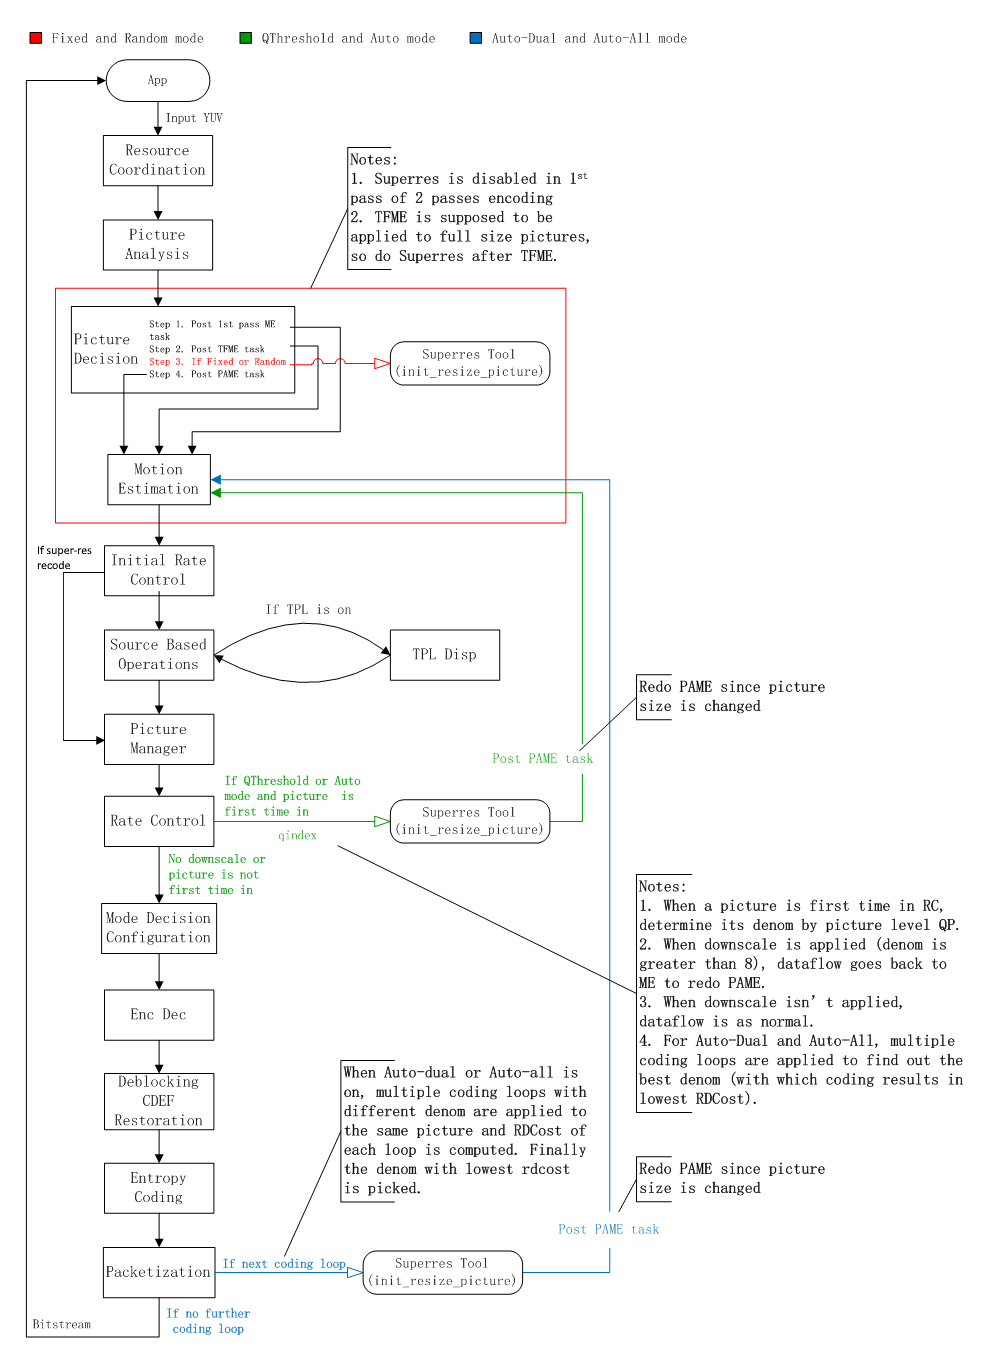 Fixed and Random mode
QThreshold and Auto mode
Auto-Dual and Auto-All mode
App
Input YUV
Resource
Coordination
Picture
Analysis
Notes:
1. Superres is disabled in 1st
pass of 2 passes encoding
2. TFME is supposed to be
applied to full size pictures,
so do Superres after TFME.
Picture
Decision
Step 1. Post 1st pass ME
task
Step 2. Post TFME task
Step 3. If Fixed or Random
Step 4. Post PAME task
Superres Tool
(init_resize_picture)
Motion
Estimation
If super-res
recode
Initial Rate
Control
If TPL is on
Source Based
Operations
TPL Disp
Redo PAME since picture
size is changed
Picture
Manager
Post PAME task
If QThreshold or Auto
mode and picture is
first time in
Rate Control
qindex
Superres Tool
(init_resize_picture)
No downscale or
picture is not
first time in
Mode Decision
Configuration
Notes:
1. When a picture is first time in RC,
determine its denom by picture level QP.
2. When downscale is applied (denom is
greater than 8), dataflow goes back to
ME to redo PAME.
3. When downscale isn't applied,
dataflow is as normal.
4. For Auto-Dual and Auto-All, multiple
coding loops are applied to find out the
best denom (with which coding results in
lowest RDCost).
Enc Dec
Deblocking
CDEF
Restoration
When Auto-dual or Auto-all is
on, multiple coding loops with
different denom are applied to
the same picture and RDCost of
each loop is computed. Finally
the denom with lowest rdcost
is picked.
Entropy
Coding
Redo PAME since picture
size is changed
Post PAME task
Packetization
If next coding loop
Superres Tool
(init_resize_picture)
If no further
coding loop
Bitstream